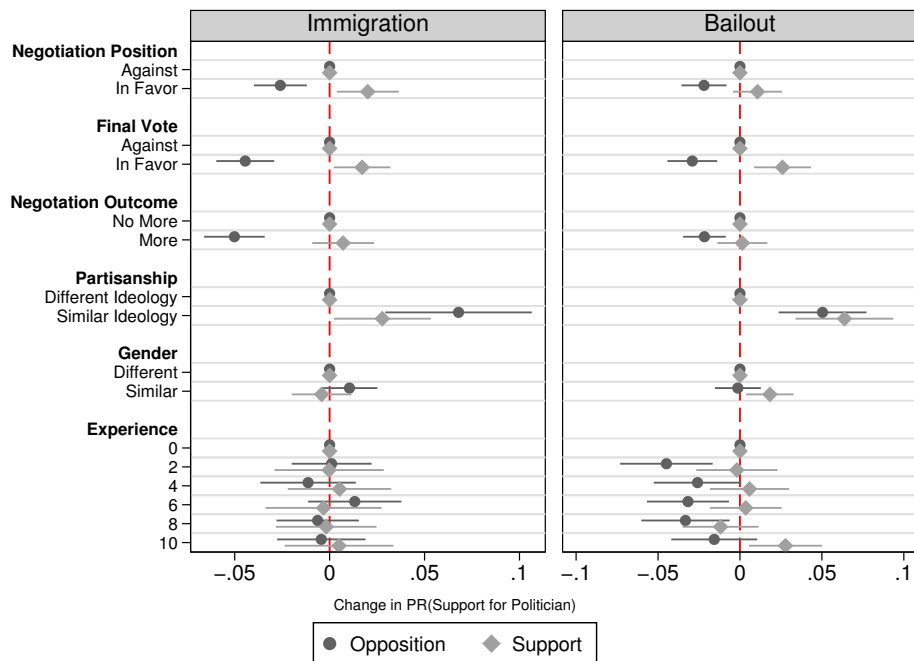 Immigration
Bailout
Negotiation Position
Against
In Favor
Final Vote
Against
In Favor
Negotation Outcome
No More
More
Partisanship
Different Ideology
Similar Ideology
Gender
Different
Similar
Experience
0
2
4
6
8
10
-.05 0 .05 .1
-.1 -.05 0 .05 .1
Change in PR(Support for Politician)
Opposition Support